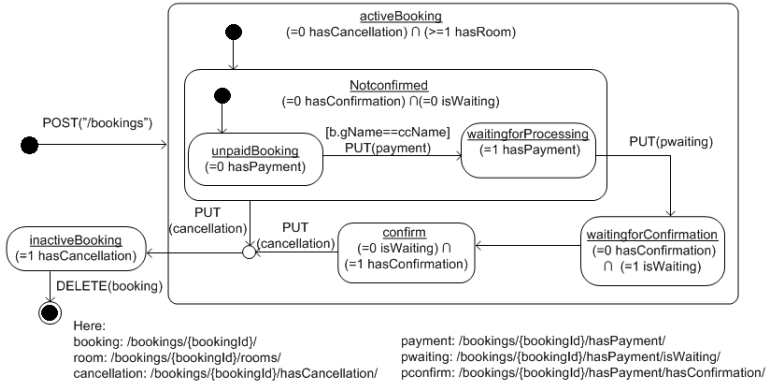 activeBooking
(=0 hasCancellation) ∩ (>=1 hasRoom)
Notconfirmed
(=0 hasConfirmation) ∩(=0 isWaiting)
POST("/bookings")
unpaidBooking
(=0 hasPayment)
[b.gName==ccName]
PUT(payment)
waitingforProcessing
(=1 hasPayment)
PUT(pwaiting)
inactiveBooking
(=1 hasCancellation)
PUT
(cancellation)
PUT
(cancellation)
confirm
(=0 isWaiting) ∩
(=1 hasConfirmation)
waitingforConfirmation
(=0 hasConfirmation)
∩ (=1 isWaiting)
DELETE(booking)
Here:
booking: /bookings/{bookingId}/
room: /bookings/{bookingId}/rooms/
cancellation: /bookings/{bookingId}/hasCancellation/
payment: /bookings/{bookingId}/hasPayment/
pwaiting: /bookings/{bookingId}/hasPayment/isWaiting/
pconfirm: /bookings/{bookingId}/hasPayment/hasConfirmation/